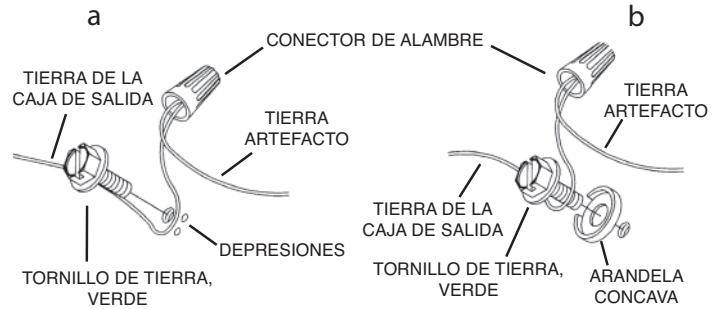 a
b
CONECTOR DE ALAMBRE
TIERRA DE LA
CAJA DE SALIDA
TIERRA
ARTEFACTO
DEPRESIONES
TORNILLO DE TIERRA,
VERDE
TIERRA
ARTEFACTO
TIERRA DE LA
CAJA DE SALIDA
TORNILLO DE TIERRA,
VERDE
ARANDELA
CONCAVA